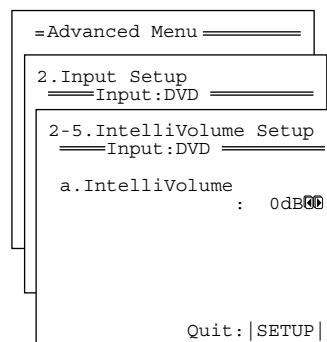 Advanced Menu
2.Input Setup
Input:DVD
2-5.IntelliVolume Setup
Input:DVD
a.IntelliVolume
: 0dB
Quit:|SETUP|